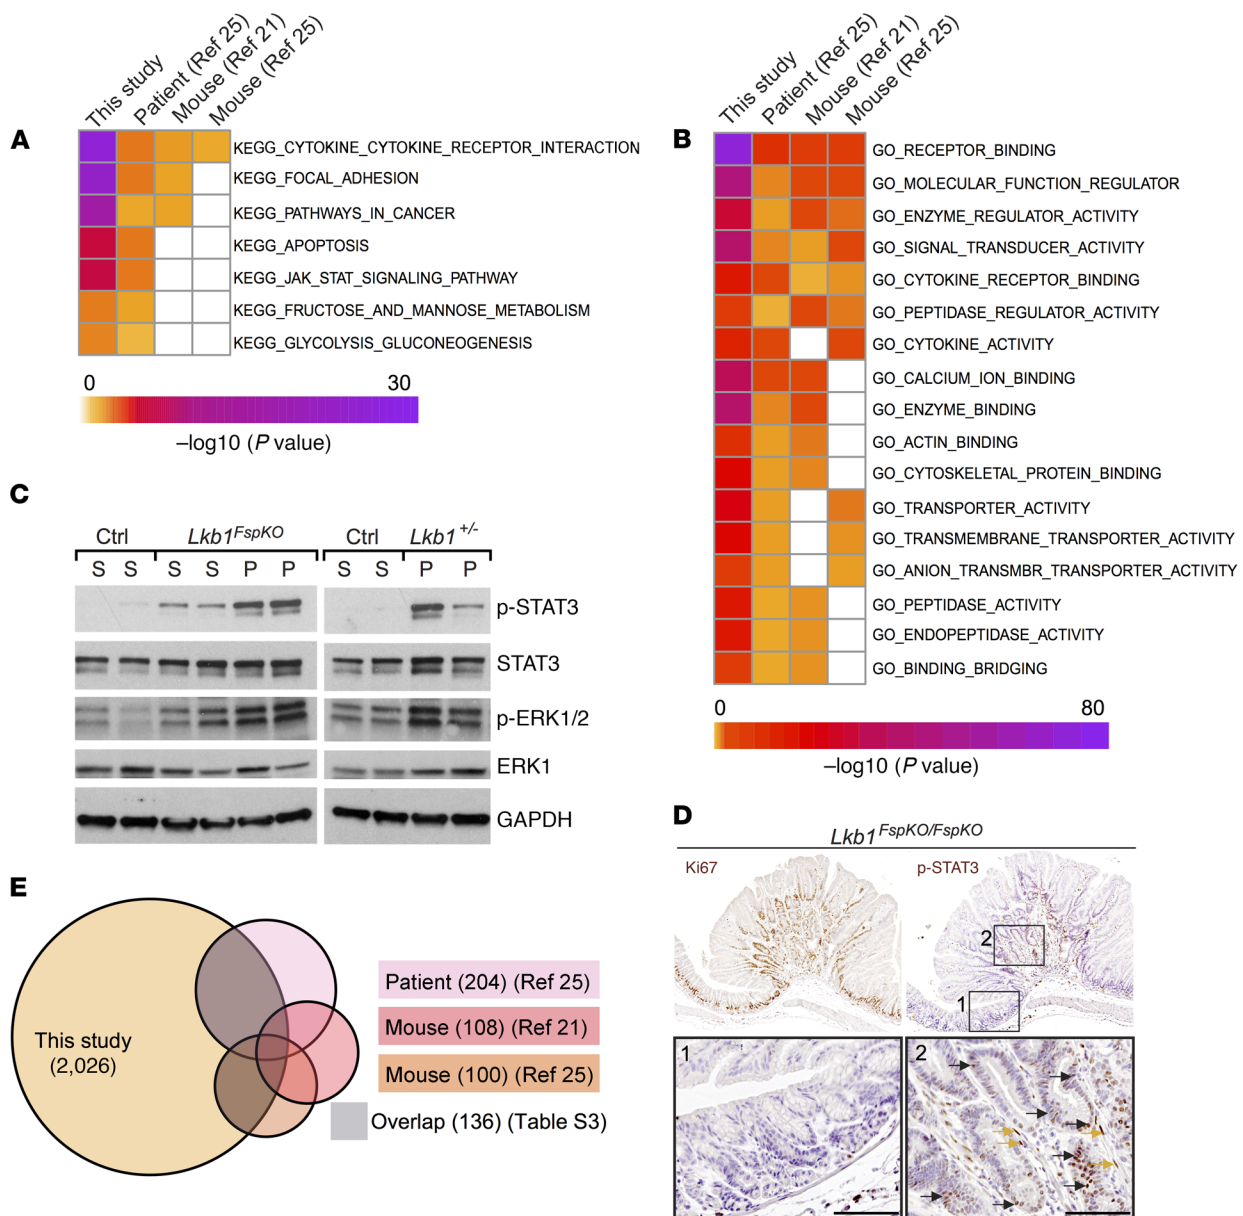 A
This study
Patient (Ref 25)
Mouse (Ref 21)
Mouse (Ref 25)
KEGG_CYTOKINE_CYTOKINE_RECEPTOR_INTERACTION
KEGG_FOCAL_ADHESION
KEGG_PATHWAYS_IN_CANCER
KEGG_APOPTOSIS
KEGG_JAK_STAT_SIGNALING_PATHWAY
KEGG_FRUCTOSE_AND_MANNOSE_METABOLISM
KEGG_GLYCOLYSIS_GLUCONEOGENESIS
0 30
–log10 (P value)
B
This study
Patient (Ref 25)
Mouse (Ref 21)
Mouse (Ref 25)
GO_RECEPTOR_BINDING
GO_MOLECULAR_FUNCTION_REGULATOR
GO_ENZYME_REGULATOR_ACTIVITY
GO_SIGNAL_TRANSDUCER_ACTIVITY
GO_CYTOKINE_RECEPTOR_BINDING
GO_PEPTIDASE_REGULATOR_ACTIVITY
GO_CYTOKINE_ACTIVITY
GO_CALCIUM_ION_BINDING
GO_ENZYME_BINDING
GO_ACTIN_BINDING
GO_CYTOSKELETAL_PROTEIN_BINDING
GO_TRANSPORTER_ACTIVITY
GO_TRANSMEMBRANE_TRANSPORTER_ACTIVITY
GO_ANION_TRANSMBR_TRANSPORTER_ACTIVITY
GO_PEPTIDASE_ACTIVITY
GO_ENDOPEPTIDASE_ACTIVITY
GO_BINDING_BRIDGING
0 80
–log10 (P value)
C
Ctrl Lkb1FspKO Ctrl Lkb1+/-
S S S S P P S S P P
p-STAT3
STAT3
p-ERK1/2
ERK1
GAPDH
D
Lkb1FspKO/FspKO
Ki67 p-STAT3
2
1
1 2
E
This study
(2,026)
Patient (204) (Ref 25)
Mouse (108) (Ref 21)
Mouse (100) (Ref 25)
Overlap (136) (Table S3)